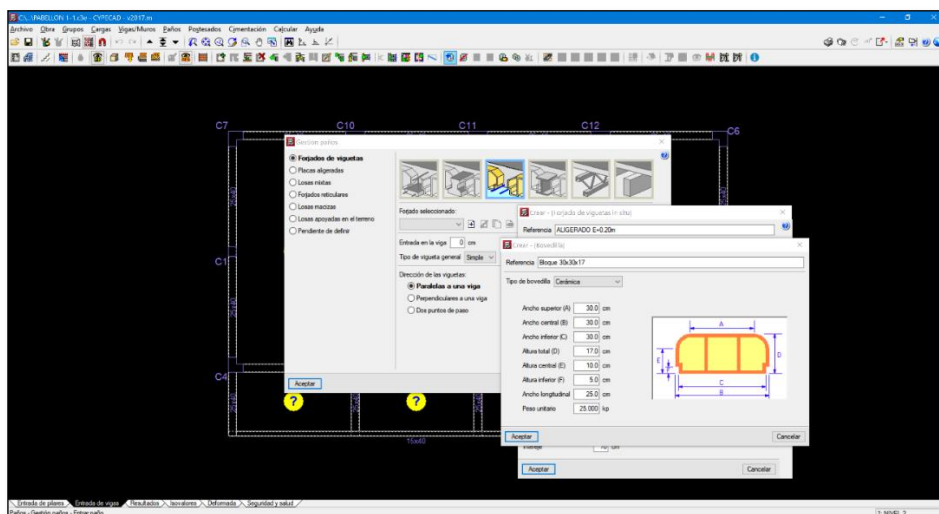 C:\...\PABELLON 1-1.c3e - CYPECAD - v2017.m
Archivo Obra Grupos Cargas Vigas/Muros Paños Postesados Cimentación Calcular Ayuda
C7 C10 C11 C12 C6
Gestión paños
Forjados de viguetas
Placas aligeradas
Losas mixtas
Forjados reticulares
Losas macizas
Losas apoyadas en el terreno
Pendiente de definir
Forjado seleccionado:
Entrada en la viga 0 cm
Tipo de vigueta general Simple
Dirección de las viguetas:
Paralelas a una viga
Perpendiculares a una viga
Dos puntos de paso
Aceptar
Crear - (Forjado de viguetas in situ)
Referencia ALIGERADO E=0.20m
Crear - (Bovedilla)
Referencia Bloque 30x30x17
Tipo de bovedilla Cerámica
Ancho superior (A) 30.0 cm
Ancho central (B) 30.0 cm
Ancho inferior (C) 30.0 cm
Altura total (D) 17.0 cm
Altura central (E) 10.0 cm
Altura inferior (F) 5.0 cm
Ancho longitudinal 25.0 cm
Peso unitario 25.000 kp
A
D
E
C
B
Aceptar Cancelar
Aceptar Cancelar
C1
C4
? ?
15x40
Entrada de pilares Entrada de vigas Resultados Isovalores Deformada Seguridad y salud
Paños - Gestión paños - Entrar paño